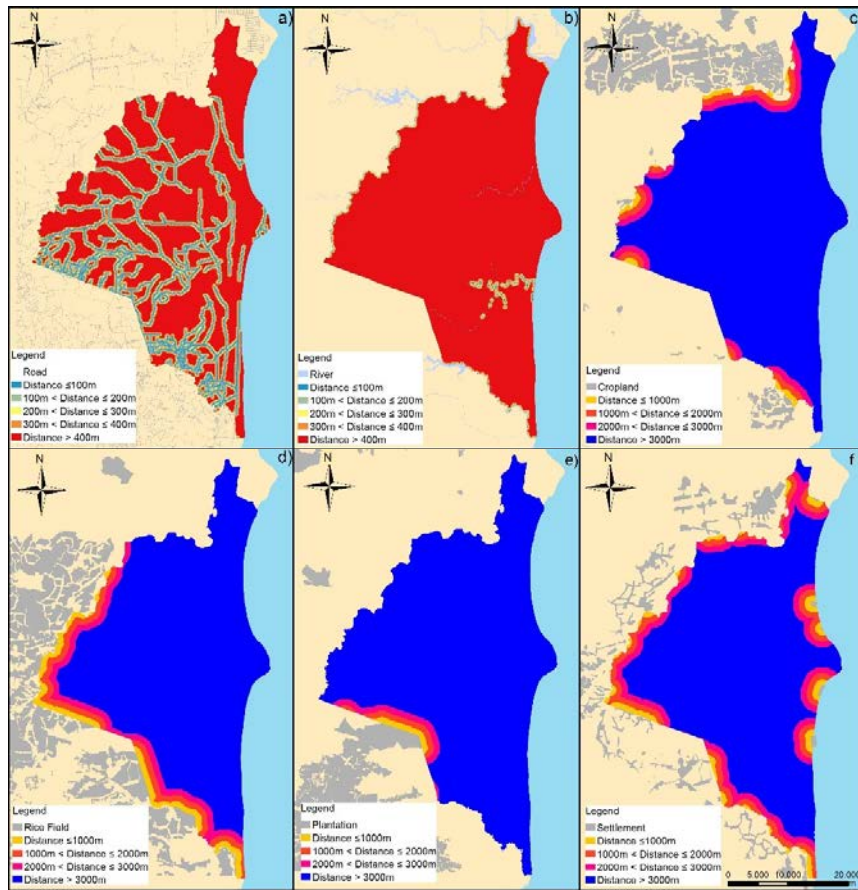 a)
N
Legend
Road
Distance ≤100m
100m < Distance ≤ 200m
200m < Distance ≤ 300m
300m < Distance ≤ 400m
Distance > 400m
b)
N
Legend
River
Distance ≤100m
100m < Distance ≤ 200m
200m < Distance ≤ 300m
300m < Distance ≤ 400m
Distance > 400m
c)
N
Legend
Cropland
Distance ≤ 1000m
1000m < Distance ≤ 2000m
2000m < Distance ≤ 3000m
Distance > 3000m
d)
N
Legend
Rice Field
Distance ≤1000m
1000m < Distance ≤ 2000m
2000m < Distance ≤ 3000m
Distance > 3000m
e)
N
Legend
Plantation
Distance ≤1000m
1000m < Distance ≤ 2000m
2000m < Distance ≤ 3000m
Distance > 3000m
f)
N
Legend
Settlement
Distance ≤1000m
1000m < Distance ≤ 2000m
2000m < Distance ≤ 3000m
Distance > 3000m
0 5.000 10.000 20.000